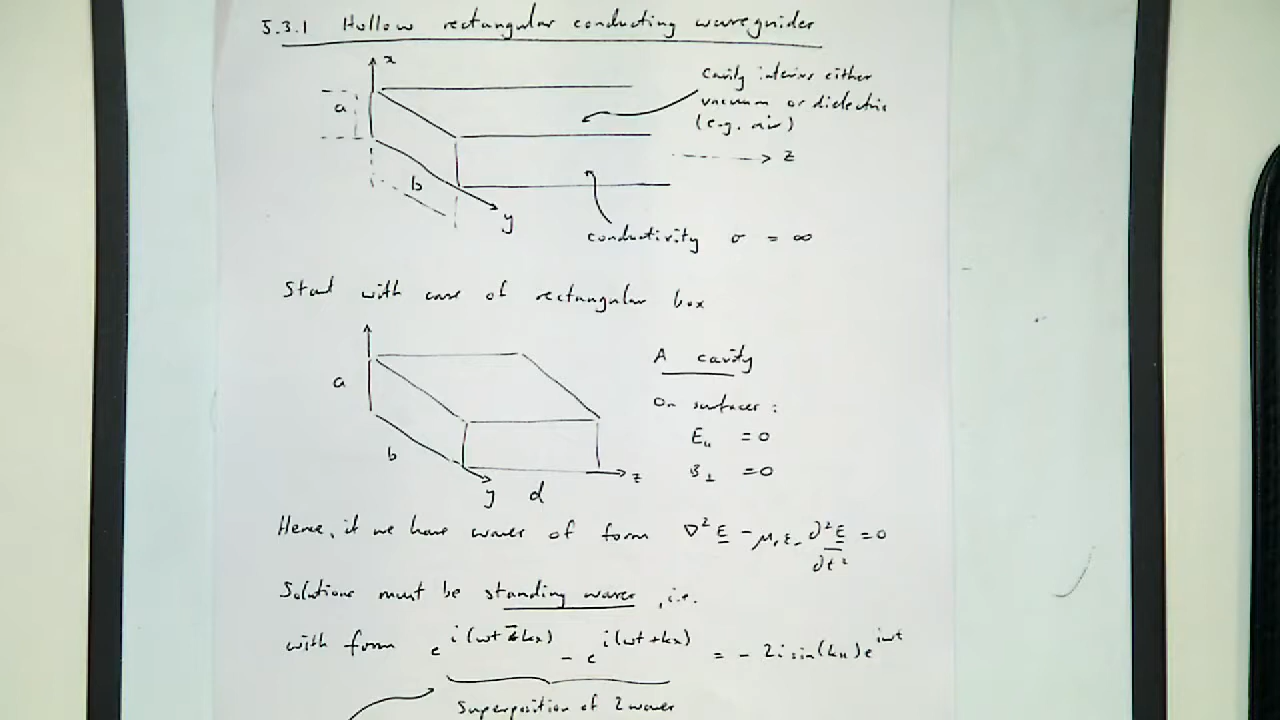 5.3.1 Hollow rectangular conducting waveguides
x
a
Cavity interior either
vacuum or dielectric
(e.g. air)
z
b
y
conductivity σ = ∞
Start with case of rectangular box
a
A cavity
On surfaces :
E∥ = 0
B⊥ = 0
b
y d z
Hence, if we have waves of form ∇² E - μ₀ε₀ ∂²E/∂t² = 0
Solutions must be standing waves, i.e.
with form e^i(ωt-kx) - e^i(ωt+kx) = - 2i sin(kx) e^iωt
Superposition of 2 waves